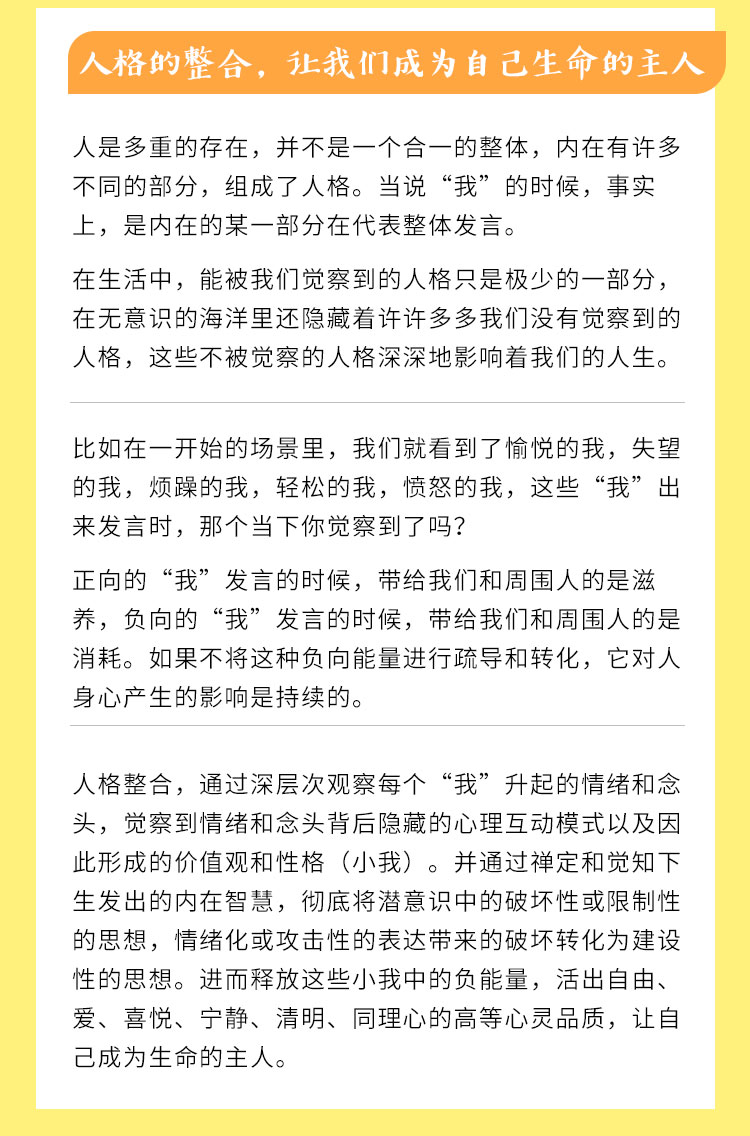 人格的整合，让我们成为自己生命的主人
人是多重的存在，并不是一个合一的整体，内在有许多
不同的部分，组成了人格。当说“我”的时候，事实
上，是内在的某一部分在代表整体发言。
在生活中，能被我们觉察到的人格只是极少的一部分，
在无意识的海洋里还隐藏着许许多多我们没有觉察到的
人格，这些不被觉察的人格深深地影响着我们的人生。
比如在一开始的场景里，我们就看到了愉悦的我，失望
的我，烦躁的我，轻松的我，愤怒的我，这些“我”出
来发言时，那个当下你觉察到了吗？
正向的“我”发言的时候，带给我们和周围人的是滋
养，负向的“我”发言的时候，带给我们和周围人的是
消耗。如果不将这种负向能量进行疏导和转化，它对人
身心产生的影响是持续的。
人格整合，通过深层次观察每个“我”升起的情绪和念
头，觉察到情绪和念头背后隐藏的心理互动模式以及因
此形成的价值观和性格（小我）。并通过禅定和觉知下
生发出的内在智慧，彻底将潜意识中的破坏性或限制性
的思想，情绪化或攻击性的表达带来的破坏转化为建设
性的思想。进而释放这些小我中的负能量，活出自由、
爱、喜悦、宁静、清明、同理心的高等心灵品质，让自
己成为生命的主人。